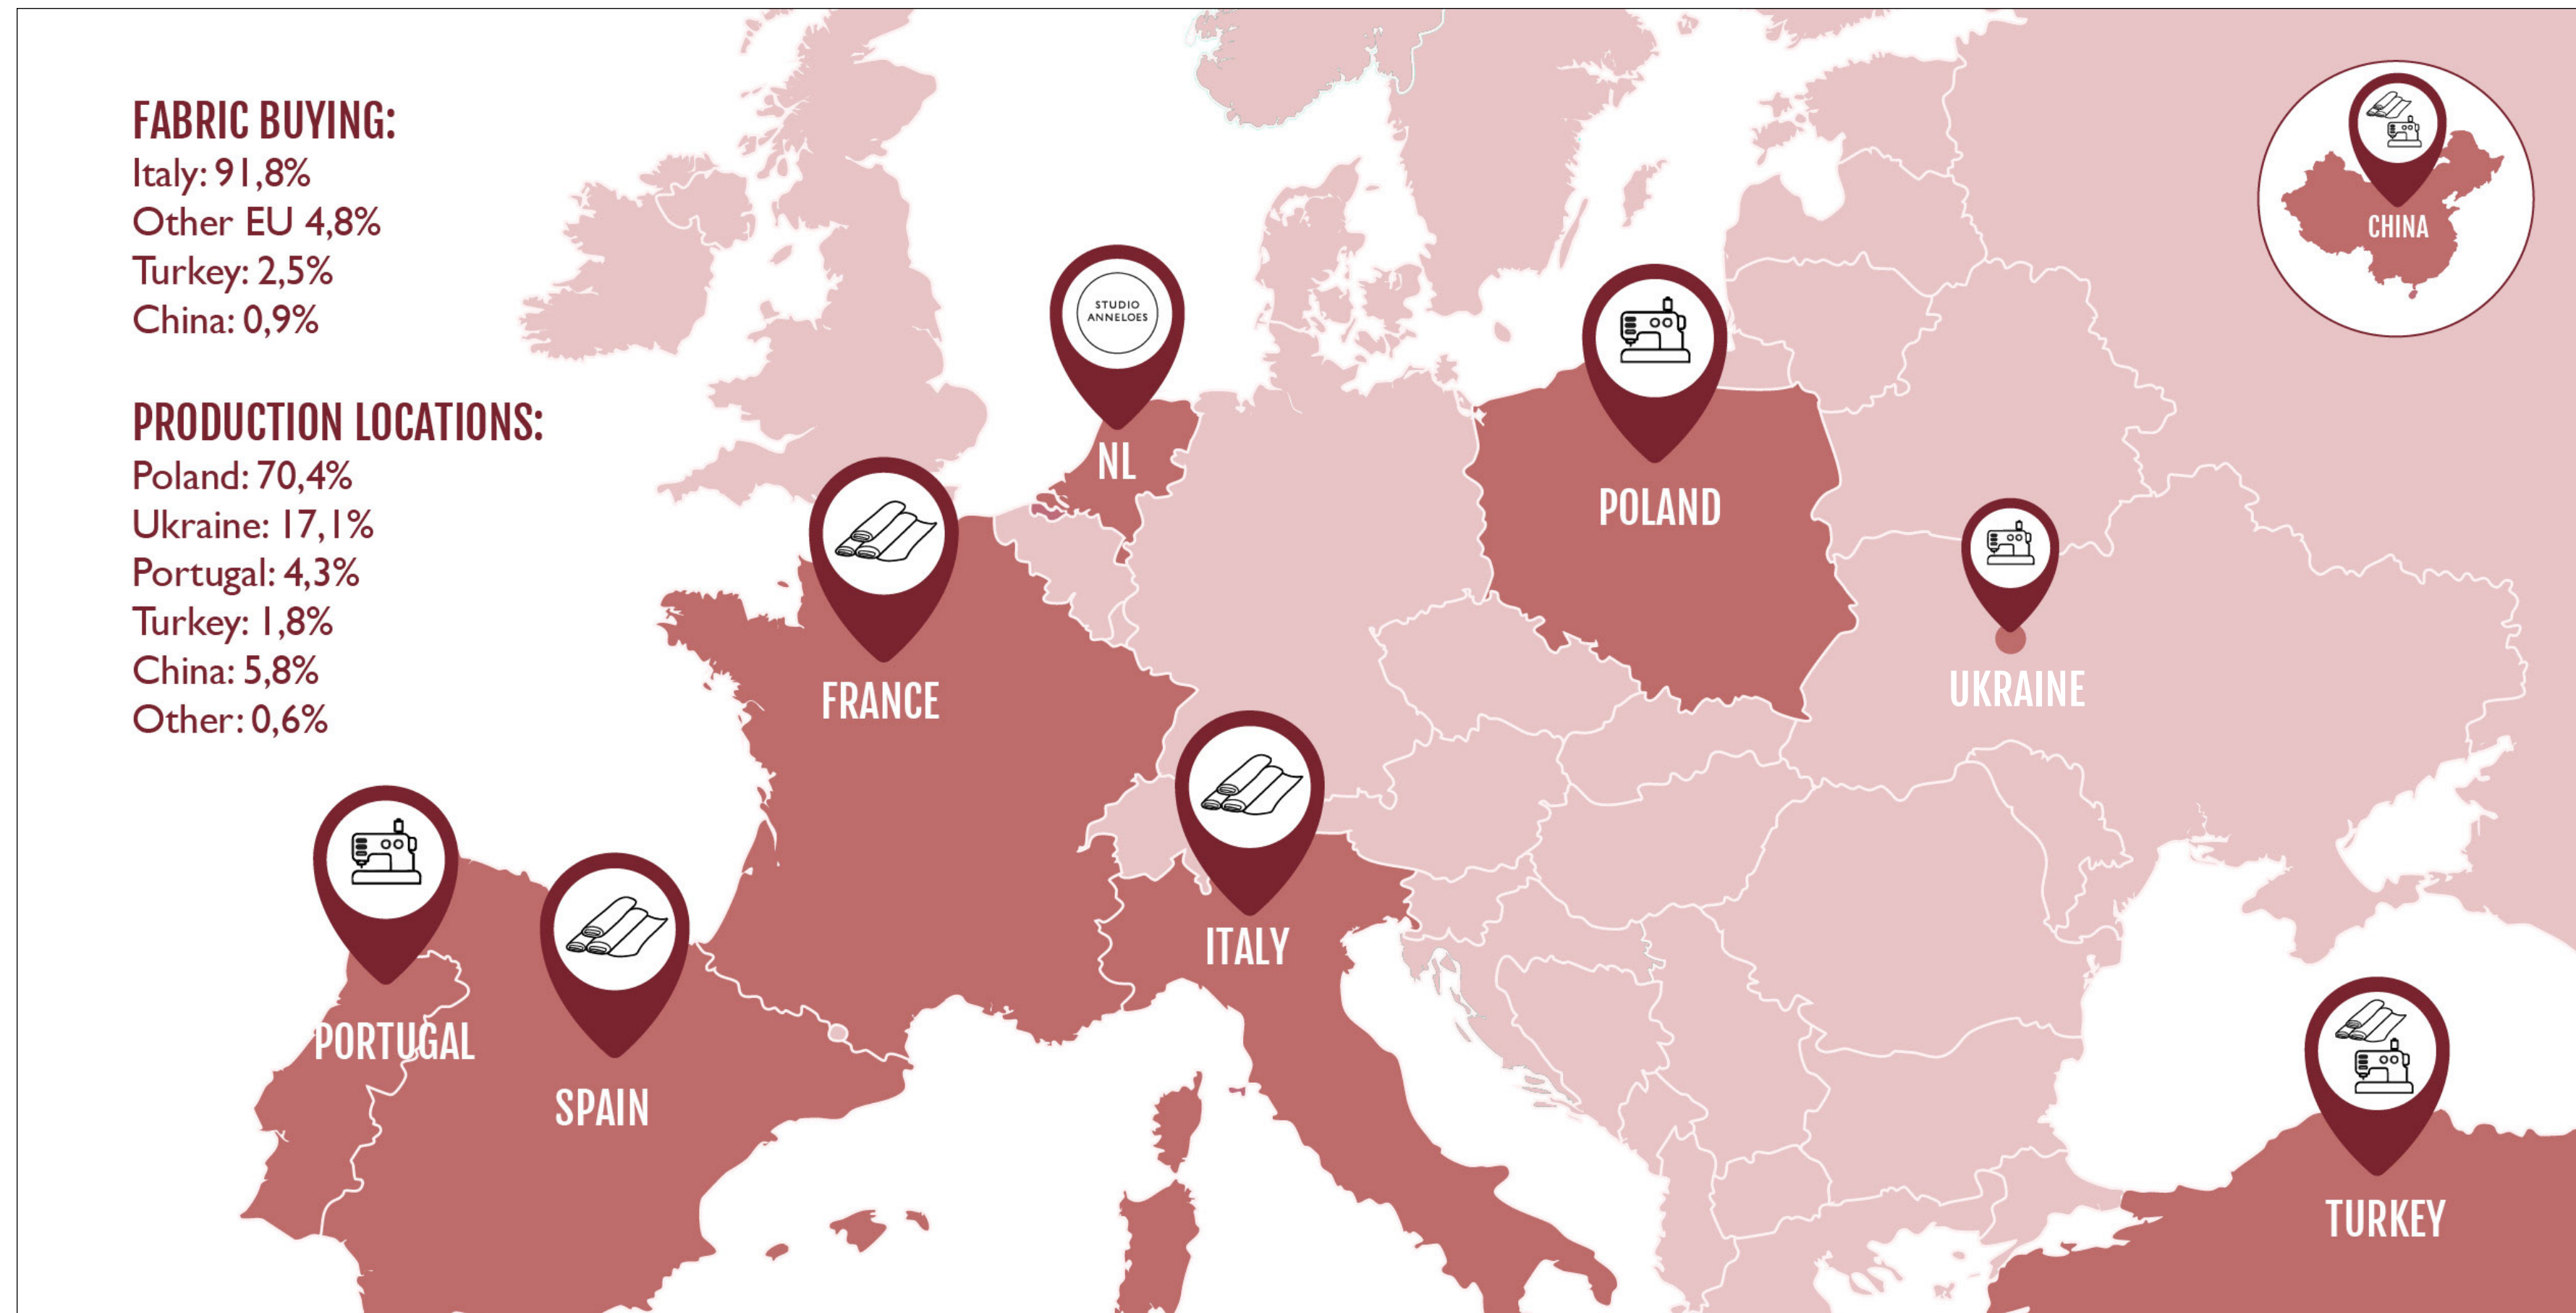 FABRIC BUYING:
Italy: 91,8%
Other EU 4,8%
Turkey: 2,5%
China: 0,9%
PRODUCTION LOCATIONS:
Poland: 70,4%
Ukraine: 17,1%
Portugal: 4,3%
Turkey: 1,8%
China: 5,8%
Other: 0,6%
CHINA
STUDIO
ANNELOES
NL
POLAND
UKRAINE
FRANCE
ITALY
PORTUGAL
SPAIN
TURKEY